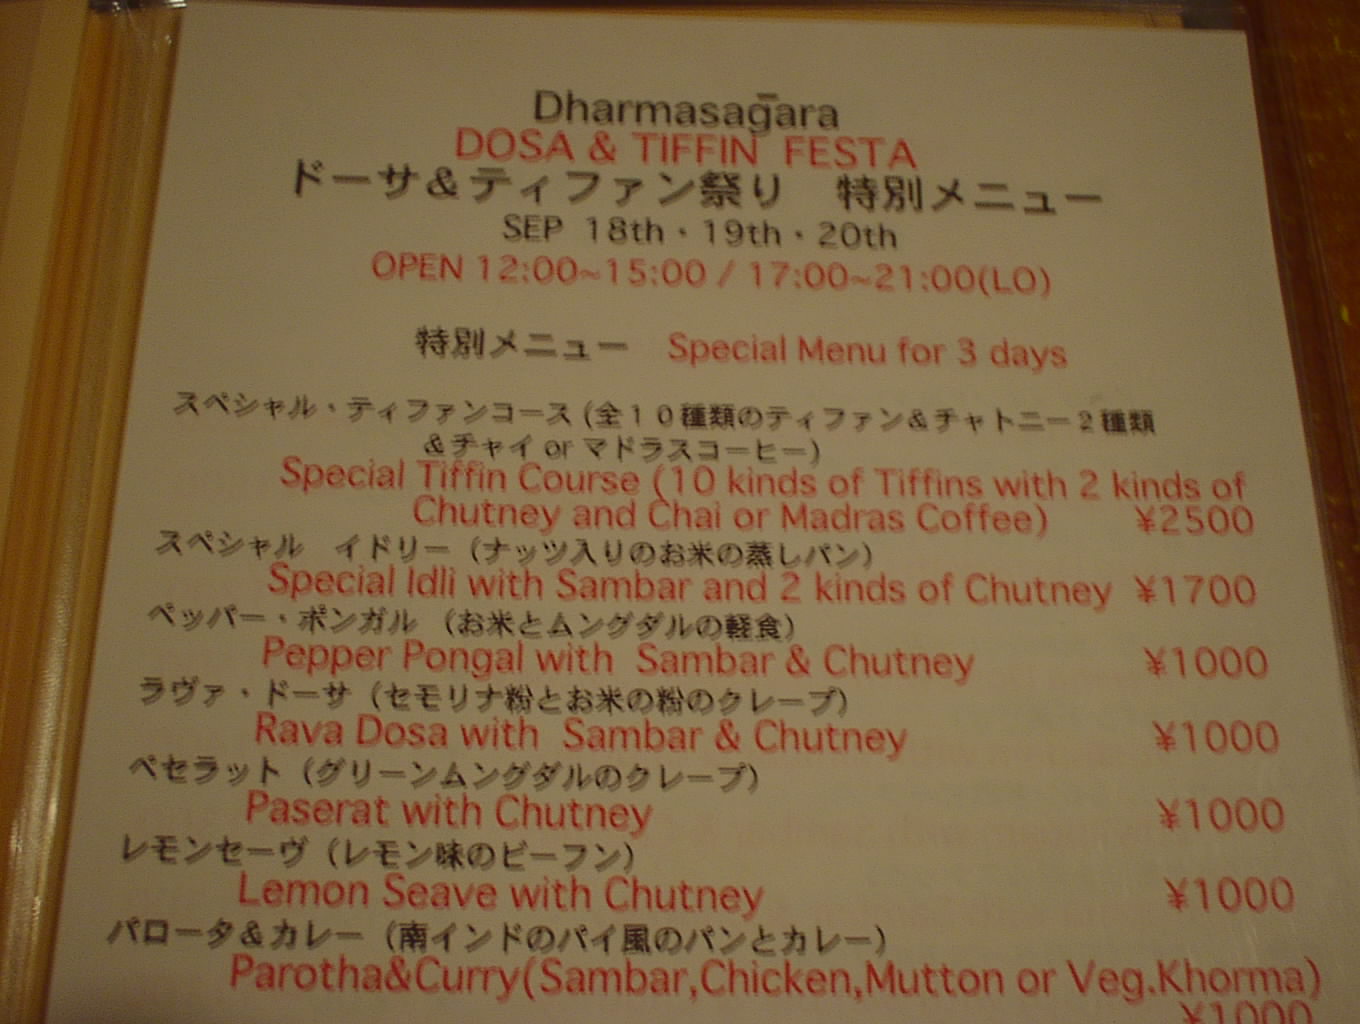 Dharmasaḡara
DOSA & TIFFIN FESTA
ドーサ＆ティファン祭り　特別メニュー
SEP 18th・19th・20th
OPEN 12:00~15:00 / 17:00~21:00(LO)
特別メニュー　Special Menu for 3 days
スペシャル・ティファンコース (全１０種類のティファン＆チャトニー２種類
＆チャイ or マドラスコーヒー)
Special Tiffin Course (10 kinds of Tiffins with 2 kinds of
Chutney and Chai or Madras Coffee) ¥2500
スペシャル　イドリー（ナッツ入りのお米の蒸しパン）
Special Idli with Sambar and 2 kinds of Chutney ¥1700
ペッパー・ポンガル　（お米とムングダルの軽食）
Pepper Pongal with Sambar & Chutney ¥1000
ラヴァ・ドーサ（セモリナ粉とお米の粉のクレープ）
Rava Dosa with Sambar & Chutney ¥1000
ペセラット（グリーンムングダルのクレープ）
Paserat with Chutney ¥1000
レモンセーヴ（レモン味のビーフン）
Lemon Seave with Chutney ¥1000
パロータ＆カレー（南インドのパイ風のパンとカレー）
Parotha&Curry(Sambar,Chicken,Mutton or Veg.Khorma)
¥1000